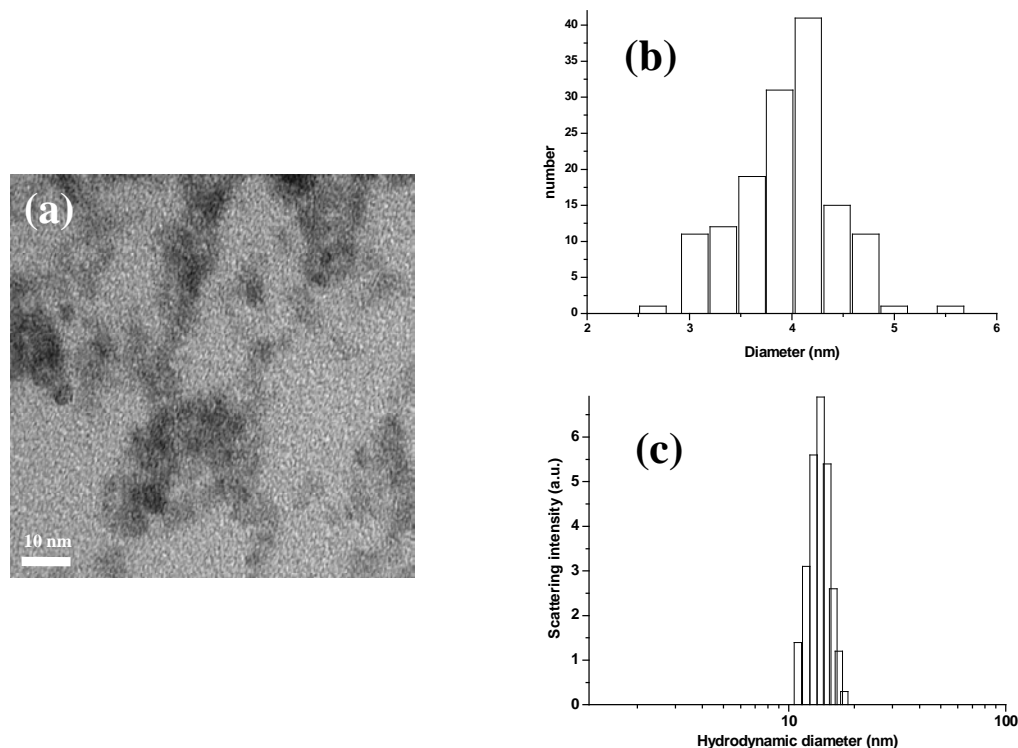 (a)
10 nm
(b)
number
40
35
30
25
20
15
10
5
0
2 3 4 5 6
Diameter (nm)
(c)
Scattering intensity (a.u.)
6
5
4
3
2
1
0
10 100
Hydrodynamic diameter (nm)